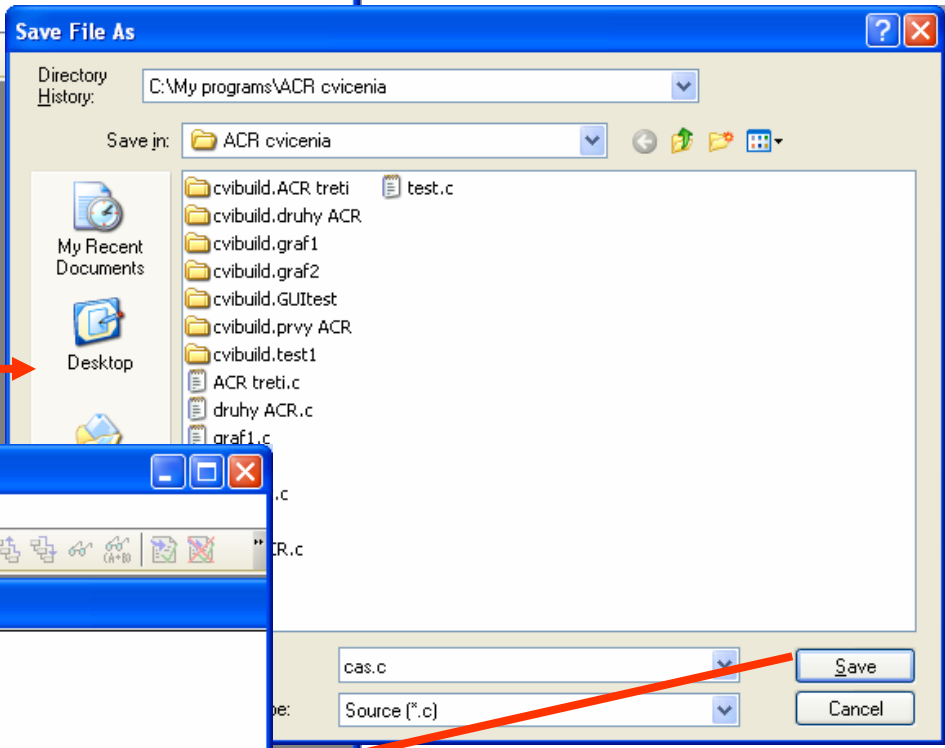 Save File As
Directory
History:
C:\My programs\ACR cvicenia
Save in:
ACR cvicenia
My Recent
Documents
Desktop
cvibuild.ACR treti
cvibuild.druhy ACR
cvibuild.graf1
cvibuild.graf2
cvibuild.GUItest
cvibuild.prvy ACR
cvibuild.test1
ACR treti.c
druhy ACR.c
graf1.c
.c
CR.c
test.c
(A+B)
cas.c
Save
pe:
Source (*.c)
Cancel